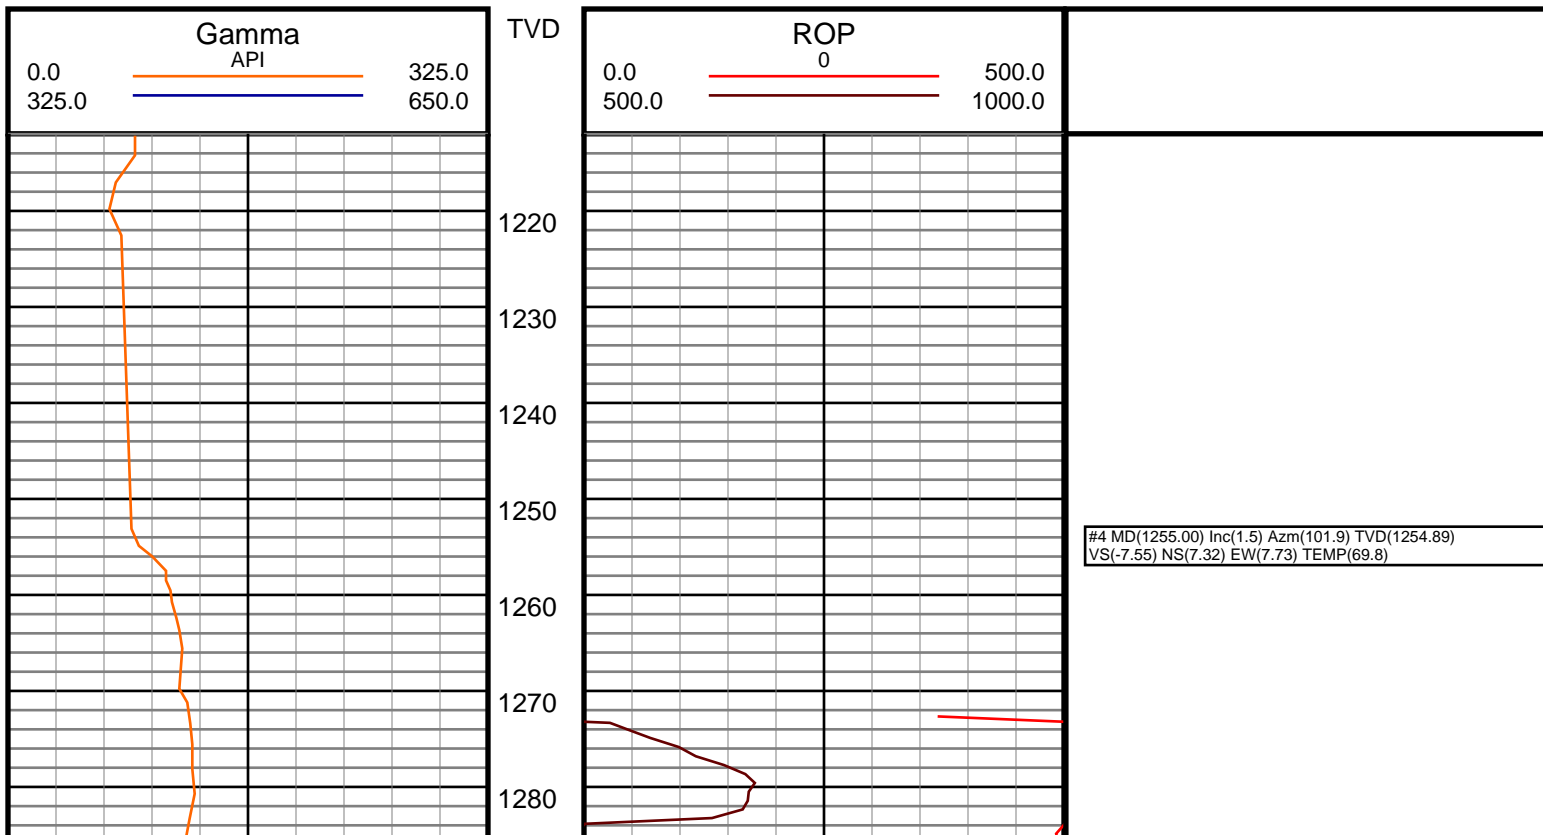 Gamma
API
0.0 325.0
325.0 650.0
TVD
ROP
0
0.0 500.0
500.0 1000.0
1220
1230
1240
1250
1260
1270
1280
#4 MD(1255.00) Inc(1.5) Azm(101.9) TVD(1254.89)
VS(-7.55) NS(7.32) EW(7.73) TEMP(69.8)